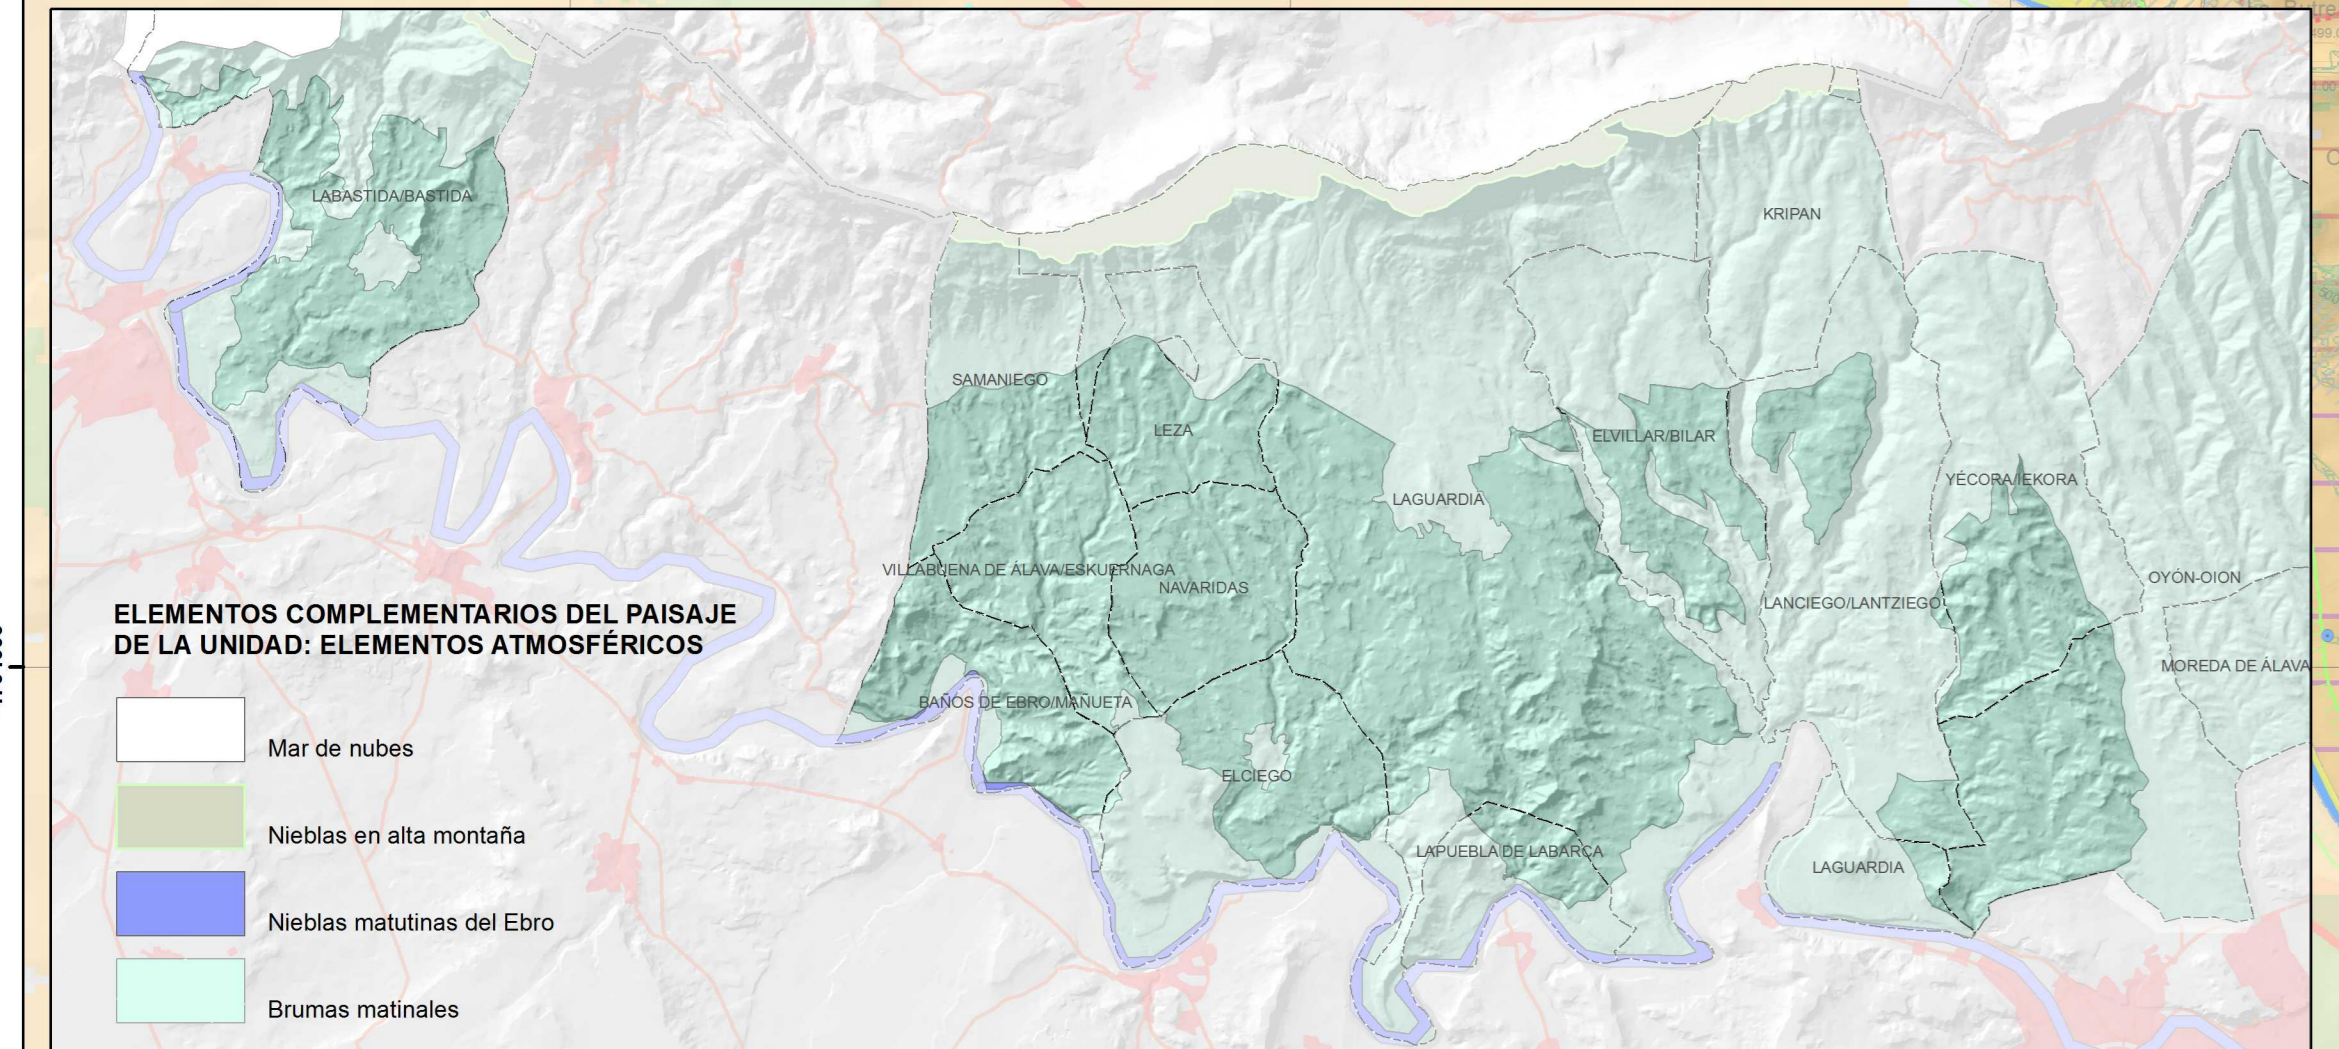 LABASTIDA/BASTIDA
KRIPAN
SAMANIEGO
LEZA
ELVILLAR/BILAR
LAGUARDIA
YÉCORA/IEKORA
VILLABUENA DE ÁLAVA/ESKUERNAGA
NAVARIDAS
OYÓN-OION
LANCIEGO/LANTZIEGO
MOREDA DE ÁLAVA
BAÑOS DE EBRO/MAÑUETA
ELCIEGO
LAPUEBLA DE LABARCA
LAGUARDIA
ELEMENTOS COMPLEMENTARIOS DEL PAISAJE
DE LA UNIDAD: ELEMENTOS ATMOSFÉRICOS
Mar de nubes
Nieblas en alta montaña
Nieblas matutinas del Ebro
Brumas matinales